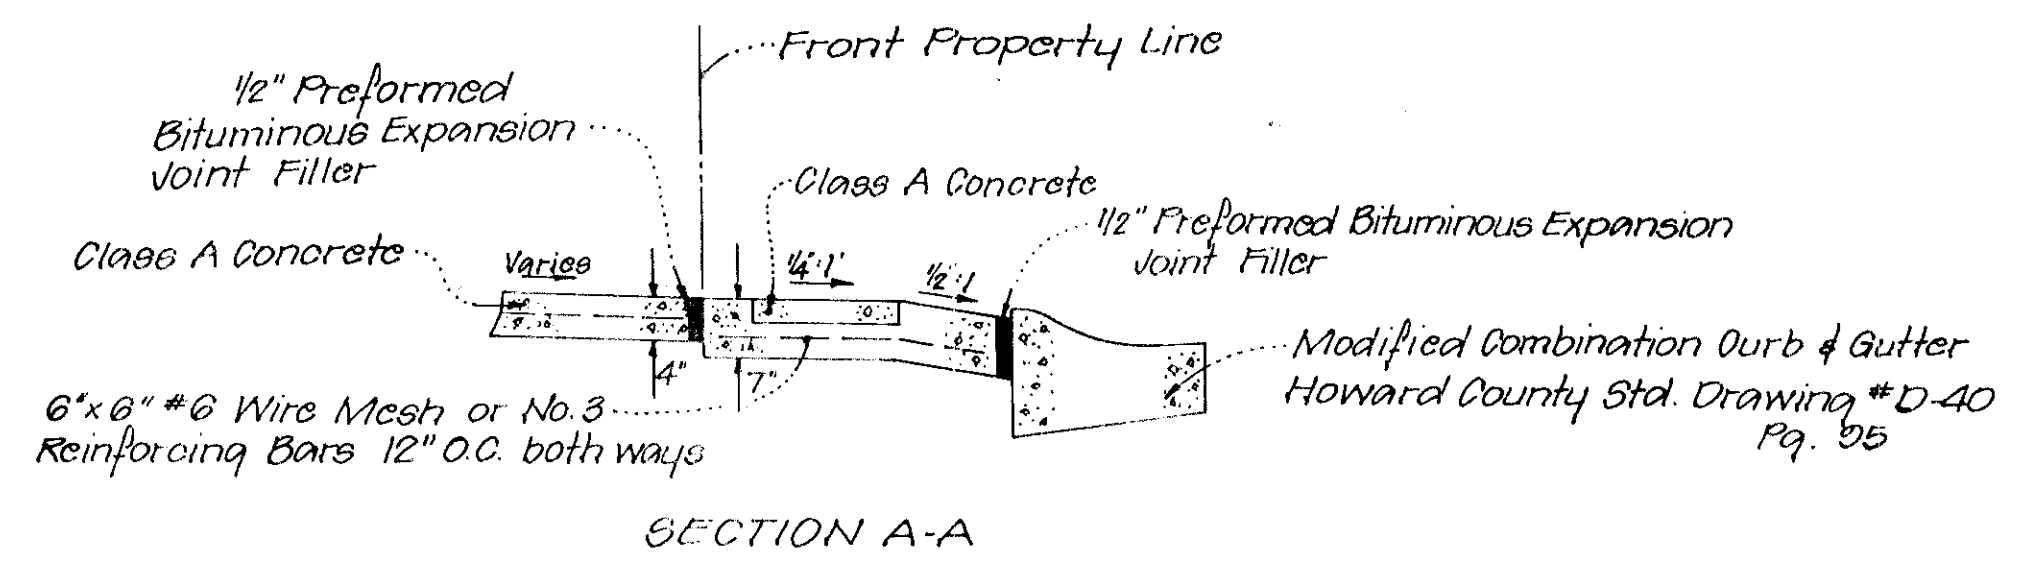 Front Property Line
1/2" Preformed
Bituminous Expansion
Joint Filler
Class A Concrete
1/2" Preformed Bituminous Expansion
Joint Filler
Class A Concrete
Varies
1/4":1'
1/2":1
4"
7"
Modified Combination Curb & Gutter
Howard County Std. Drawing #D-40
6"x6" #6 Wire Mesh or No.3
Reinforcing Bars 12" O.C. both ways
SECTION A-A